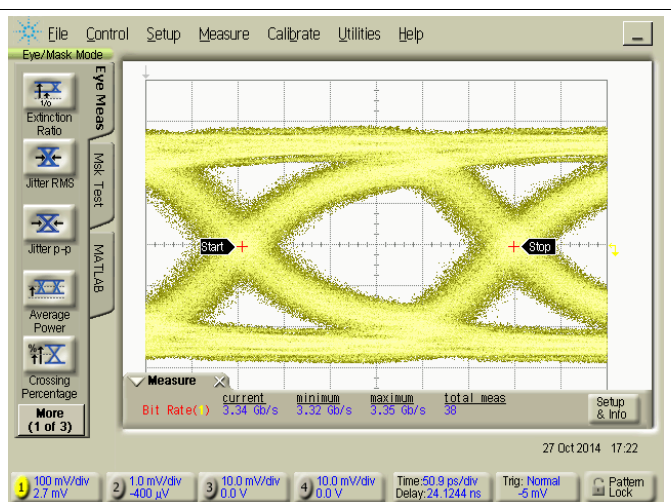 File Control Setup Measure Calibrate Utilities Help
Eye/Mask Mode
Eye Meas
Msk Test
MATLAB
1/0
Extinction
Ratio
Jitter RMS
Jitter p-p
Average
Power
Crossing
Percentage
More
(1 of 3)
Start
Stop
Measure
current minimum maximum total meas
Bit Rate(1) 3.34 Gb/s 3.32 Gb/s 3.35 Gb/s 38
Setup
& Info
27 Oct 2014 17:22
1 100 mV/div
2.7 mV
2 1.0 mV/div
-400 µV
3 10.0 mV/div
0.0 V
4 10.0 mV/div
0.0 V
Time:50.9 ps/div
Delay:24.1244 ns
Trig: Normal
-5 mV
Pattern
Lock